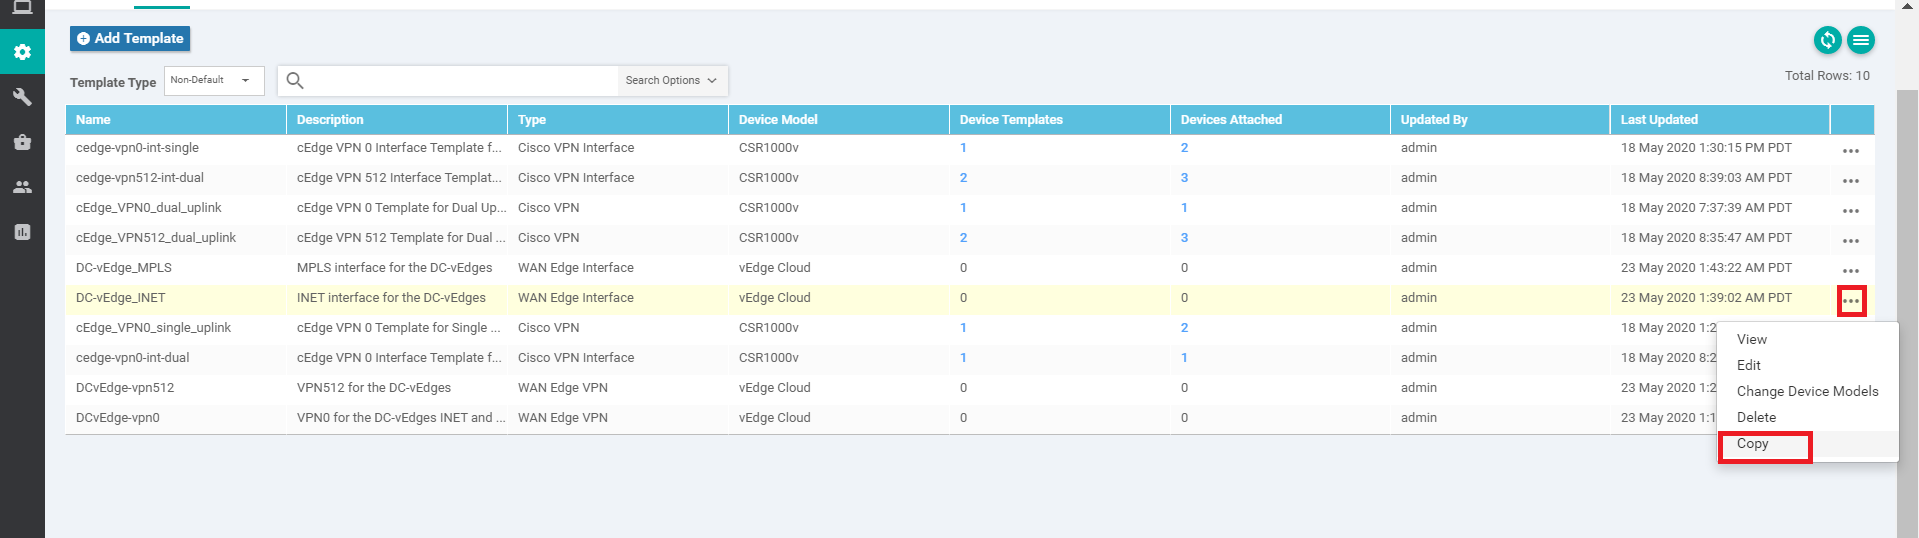 Add Template
Total Rows: 10
Template Type Non-Default Search Options
Name Description Type Device Model Device Templates Devices Attached Updated By Last Updated
cedge-vpn0-int-single cEdge VPN 0 Interface Template f... Cisco VPN Interface CSR1000v 1 2 admin 18 May 2020 1:30:15 PM PDT
cedge-vpn512-int-dual cEdge VPN 512 Interface Templat... Cisco VPN Interface CSR1000v 2 3 admin 18 May 2020 8:39:03 AM PDT
cEdge_VPN0_dual_uplink cEdge VPN 0 Template for Dual Up... Cisco VPN CSR1000v 1 1 admin 18 May 2020 7:37:39 AM PDT
cEdge_VPN512_dual_uplink cEdge VPN 512 Template for Dual ... Cisco VPN CSR1000v 2 3 admin 18 May 2020 8:35:47 AM PDT
DC-vEdge_MPLS MPLS interface for the DC-vEdges WAN Edge Interface vEdge Cloud 0 0 admin 23 May 2020 1:43:22 AM PDT
DC-vEdge_INET INET interface for the DC-vEdges WAN Edge Interface vEdge Cloud 0 0 admin 23 May 2020 1:39:02 AM PDT
cEdge_VPN0_single_uplink cEdge VPN 0 Template for Single ... Cisco VPN CSR1000v 1 2 admin 18 May 2020 1:2
cedge-vpn0-int-dual cEdge VPN 0 Interface Template f... Cisco VPN Interface CSR1000v 1 1 admin 18 May 2020 8:2
DCvEdge-vpn512 VPN512 for the DC-vEdges WAN Edge VPN vEdge Cloud 0 0 admin 23 May 2020 1:2
DCvEdge-vpn0 VPN0 for the DC-vEdges INET and ... WAN Edge VPN vEdge Cloud 0 0 admin 23 May 2020 1:1
View
Edit
Change Device Models
Delete
Copy